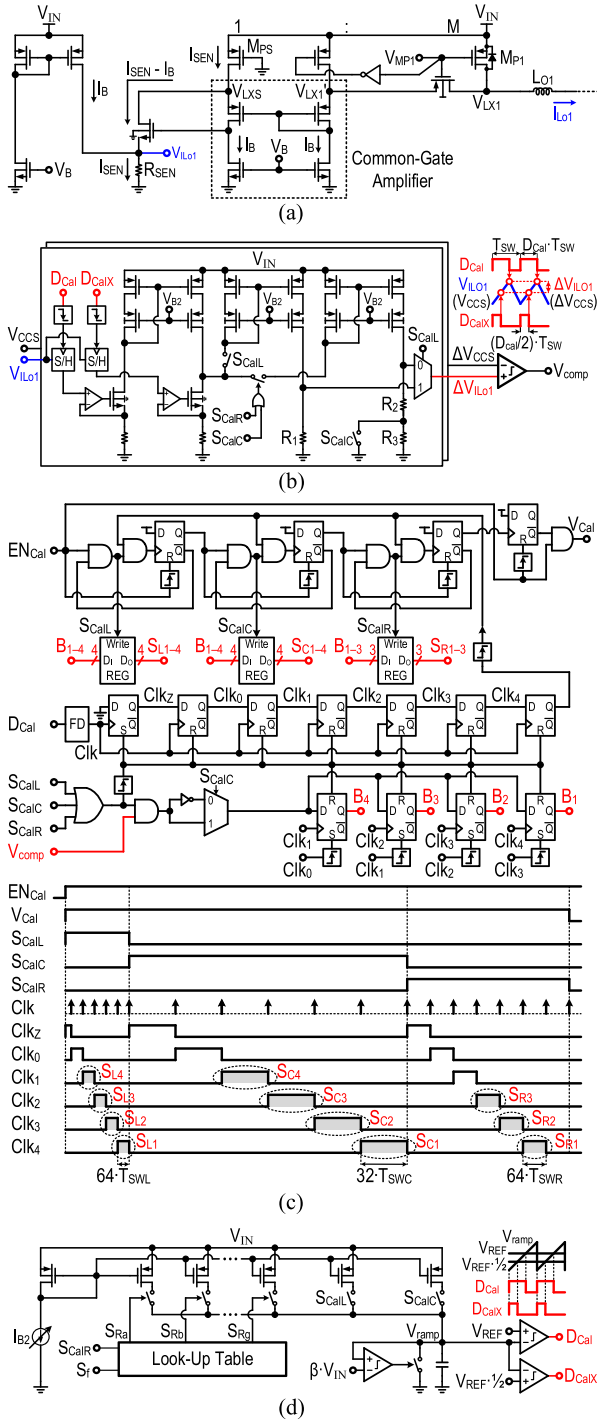 1 : M
V_IN V_IN
I_SEN M_PS V_MP1 M_P1
I_SEN – I_B
I_B V_LXS V_LX1 V_LX1 L_O1
I_Lo1
I_B V_B I_B
V_B I_SEN R_SEN V_ILo1
Common-Gate
Amplifier
(a)
V_IN
T_SW D_Cal·T_SW
D_Cal D_CalX D_Cal
V_B2 V_B2 V_B2
V_ILO1 ΔV_ILO1
(V_CCS) (ΔV_CCS)
D_CalX
(D_Cal/2)·T_SW
V_CCS
V_ILo1
S/H S/H
S_CalL
S_CalL
0
1
ΔV_CCS
ΔV_ILo1
V_comp
S_CalR
S_CalC
R_1 S_CalC R_2
R_3
(b)
EN_Cal
D Q Q R
D Q Q R
D Q Q R
D Q Q R
V_Cal
S_CalL S_CalC S_CalR
B_1–4 4 Write D_I D_O REG 4 S_L1–4
B_1–4 4 Write D_I D_O REG 4 S_C1–4
B_1–3 3 Write D_I D_O REG 3 S_R1–3
Clk_Z Clk_0 Clk_1 Clk_2 Clk_3 Clk_4
D_Cal FD
Clk
D Q Q S
D Q Q R
D Q Q R
D Q Q R
D Q Q R
D Q Q R
D Q Q R
S_CalL
S_CalC
S_CalR
V_comp
S_CalC
0
1
R D Q Q S B_4
R D Q Q S B_3
R D Q Q S B_2
R D Q Q S B_1
Clk_1 Clk_2 Clk_3 Clk_4
Clk_0 Clk_1 Clk_2 Clk_3
EN_Cal
V_Cal
S_CalL
S_CalC
S_CalR
Clk
Clk_Z
Clk_0
Clk_1 S_L4 S_C4
Clk_2 S_L3 S_C3 S_R3
Clk_3 S_L2 S_C2 S_R2
Clk_4 S_L1 S_C1 S_R1
64·T_SWL 32·T_SWC 64·T_SWR
(c)
V_IN
V_ramp
V_REF
V_REF·½
D_Cal
D_CalX
S_CalL S_CalC
I_B2 S_Ra S_Rb S_Rg
S_CalR
S_f
Look-Up Table
V_ramp
β·V_IN
V_REF D_Cal
V_REF·½ D_CalX
(d)